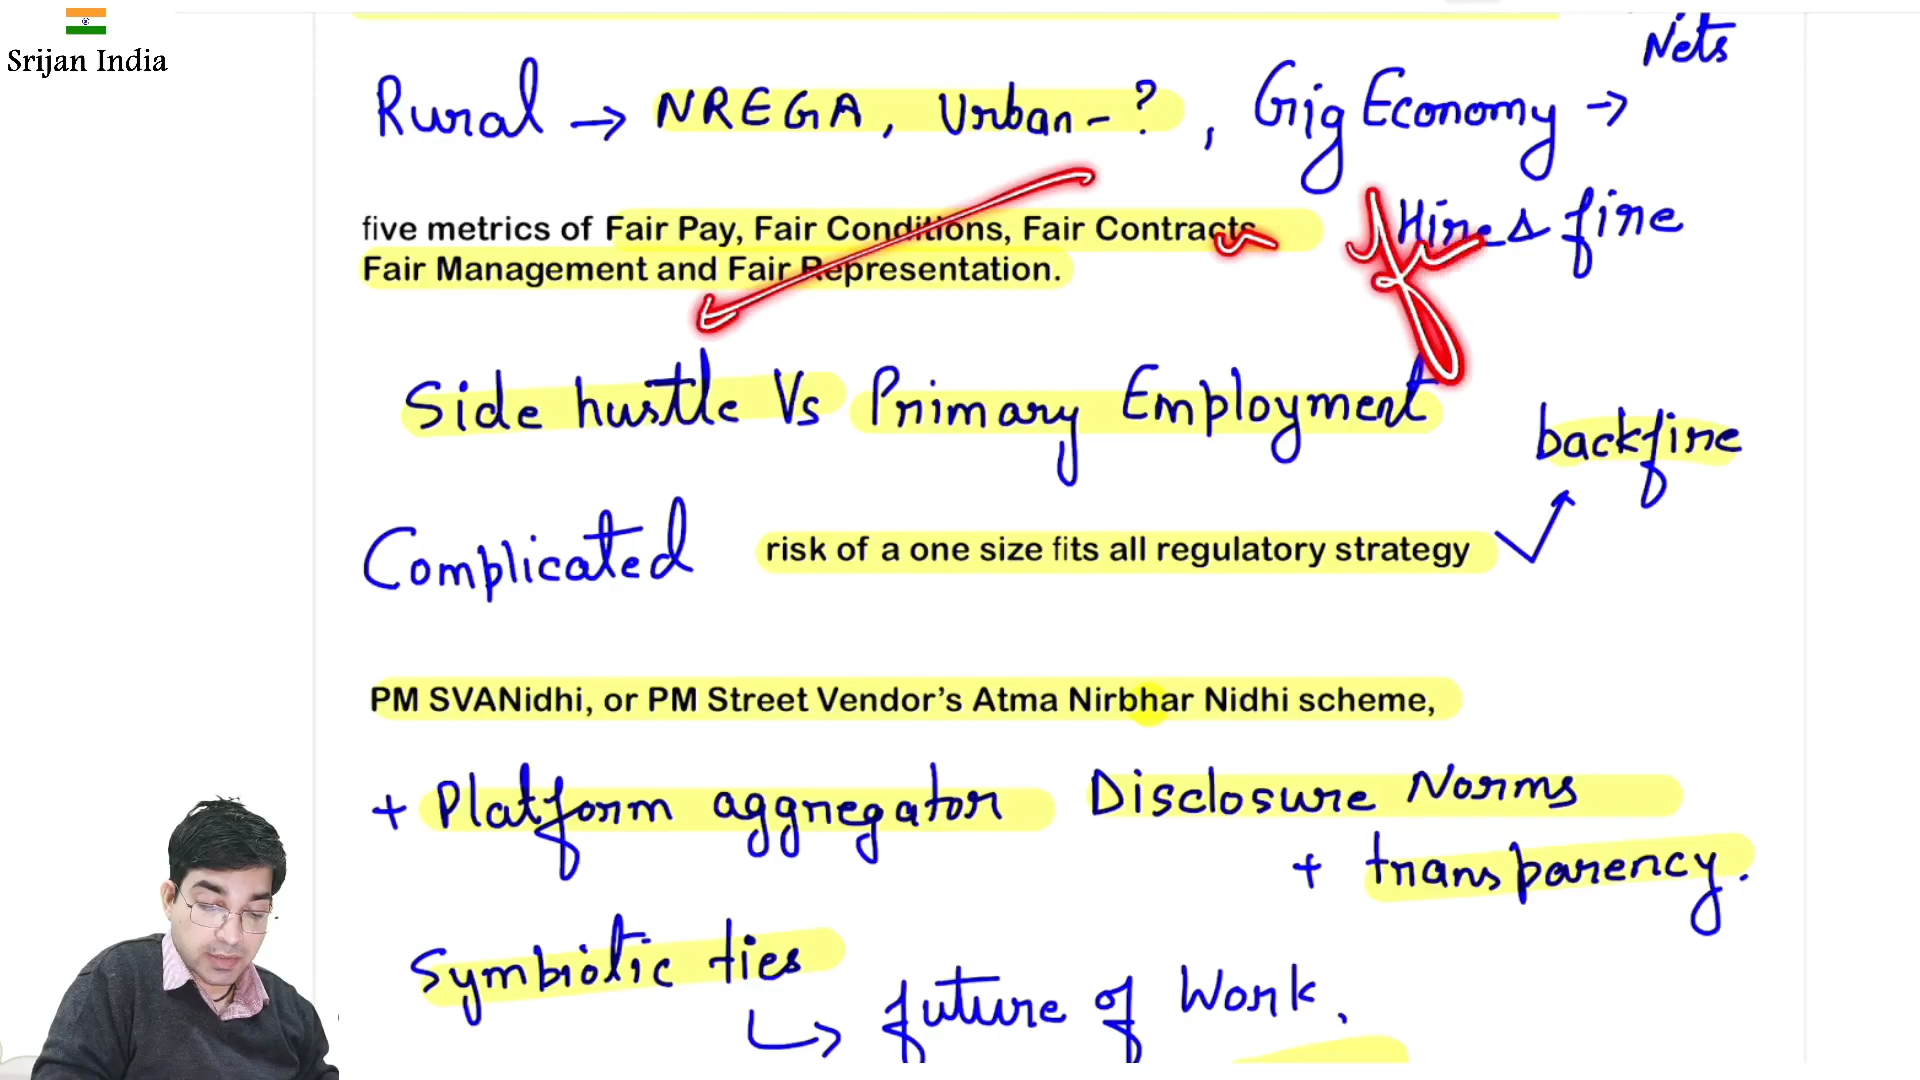 Srijan India
Nets
Rural → NREGA, Urban - ?, Gig Economy →
Hire & fire
five metrics of Fair Pay, Fair Conditions, Fair Contracts
Fair Management and Fair Representation.
Side hustle Vs Primary Employment
backfire
Complicated risk of a one size fits all regulatory strategy
PM SVANidhi, or PM Street Vendor's Atma Nirbhar Nidhi scheme,
+ Platform aggregator Disclosure Norms
+ transparency.
Symbiotic ties
↳ future of Work.